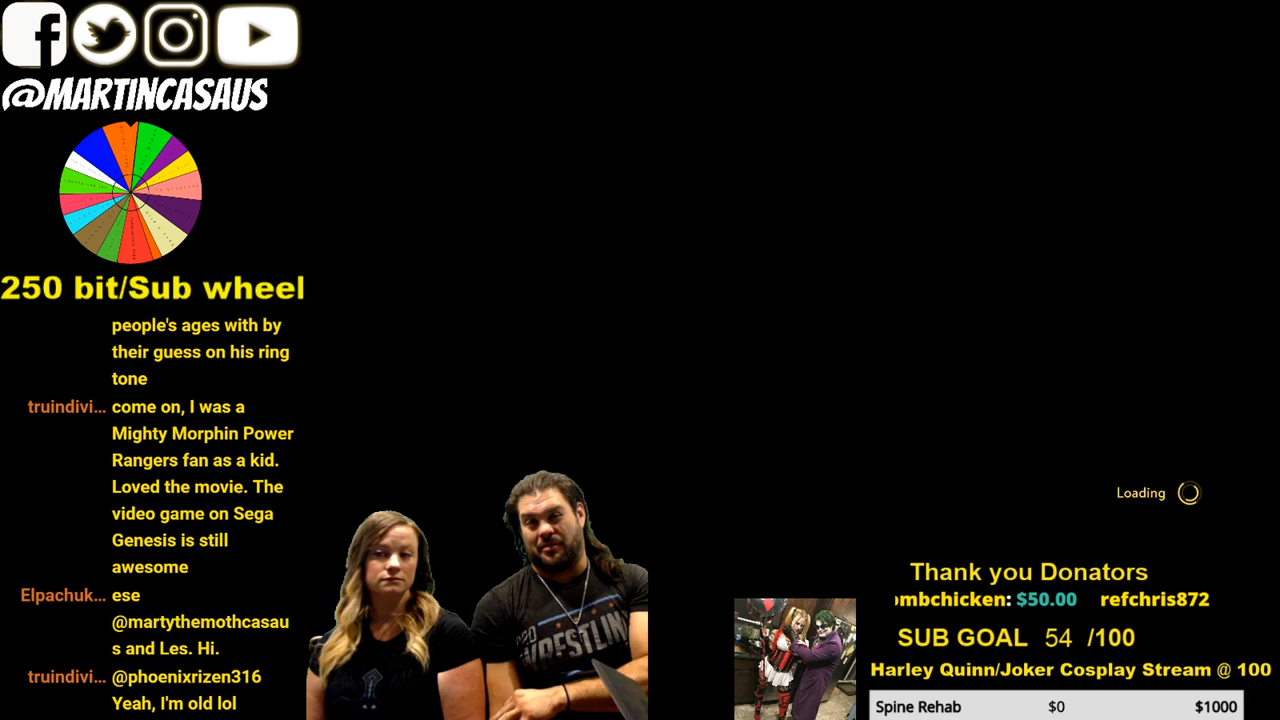 @MARTINCASAUS
250 bit/Sub wheel
people's ages with by
their guess on his ring
tone
truindivi... come on, I was a
Mighty Morphin Power
Rangers fan as a kid.
Loved the movie. The
video game on Sega
Genesis is still
awesome
Elpachuk... ese
@martythemothcasau
s and Les. Hi.
truindivi... @phoenixrizen316
Yeah, I'm old lol
WRESTLIN
Loading
Thank you Donators
ombchicken: $50.00 refchris872
SUB GOAL 54 /100
Harley Quinn/Joker Cosplay Stream @ 100
Spine Rehab $0 $1000